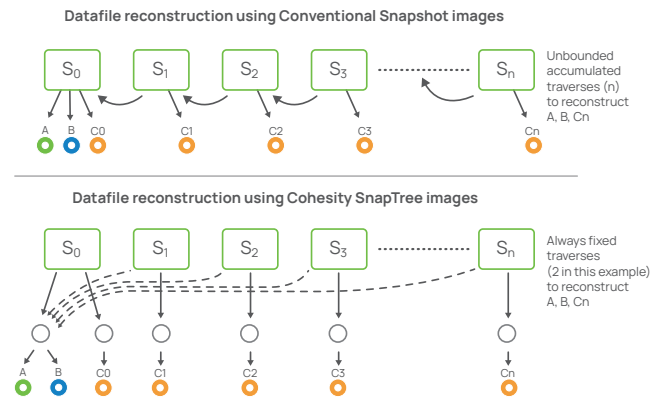 Datafile reconstruction using Conventional Snapshot images
S0 S1 S2 S3 Sn
Unbounded
accumulated
traverses (n)
to reconstruct
A, B, Cn
A B C0 C1 C2 C3 Cn
Datafile reconstruction using Cohesity SnapTree images
S0 S1 S2 S3 Sn
Always fixed
traverses
(2 in this example)
to reconstruct
A, B, Cn
A B C0 C1 C2 C3 Cn